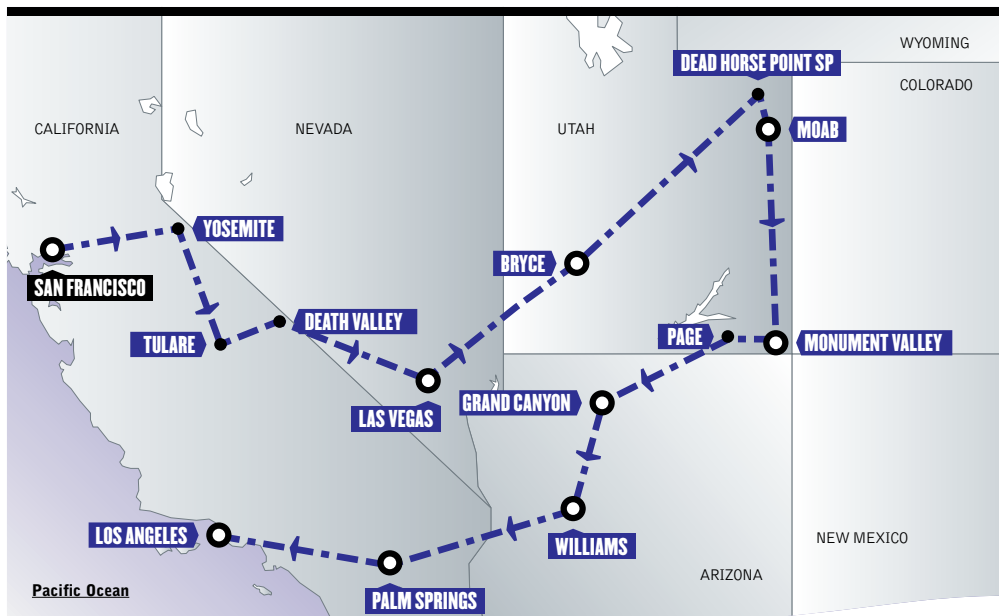 WYOMING
DEAD HORSE POINT SP
COLORADO
CALIFORNIA
NEVADA
UTAH
MOAB
YOSEMITE
BRYCE
SAN FRANCISCO
DEATH VALLEY
TULARE
PAGE
MONUMENT VALLEY
GRAND CANYON
LAS VEGAS
LOS ANGELES
WILLIAMS
NEW MEXICO
ARIZONA
Pacific Ocean
PALM SPRINGS